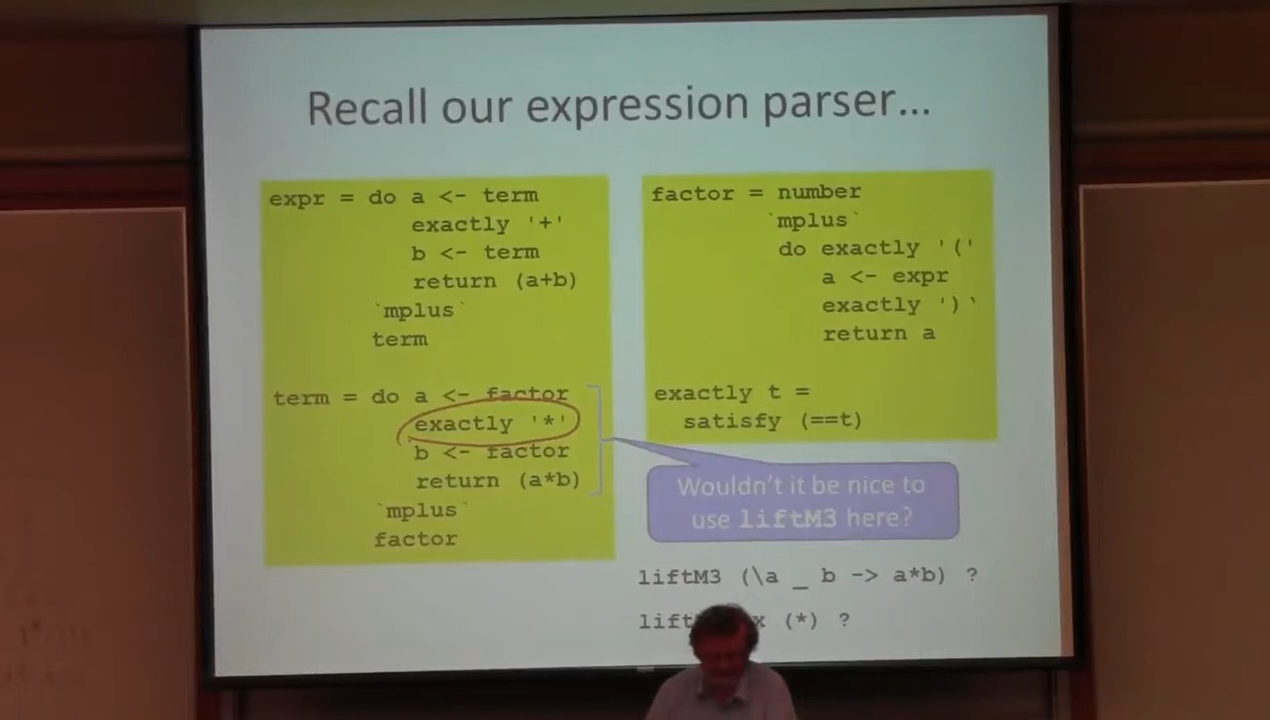 Recall our expression parser…
expr = do a <- term
exactly '+'
b <- term
return (a+b)
`mplus`
term
term = do a <- factor
exactly '*'
b <- factor
return (a*b)
`mplus`
factor
factor = number
`mplus`
do exactly '('
a <- expr
exactly ')`
return a
exactly t =
satisfy (==t)
Wouldn't it be nice to
use liftM3 here?
liftM3 (\a _ b -> a*b) ?
(*) ?